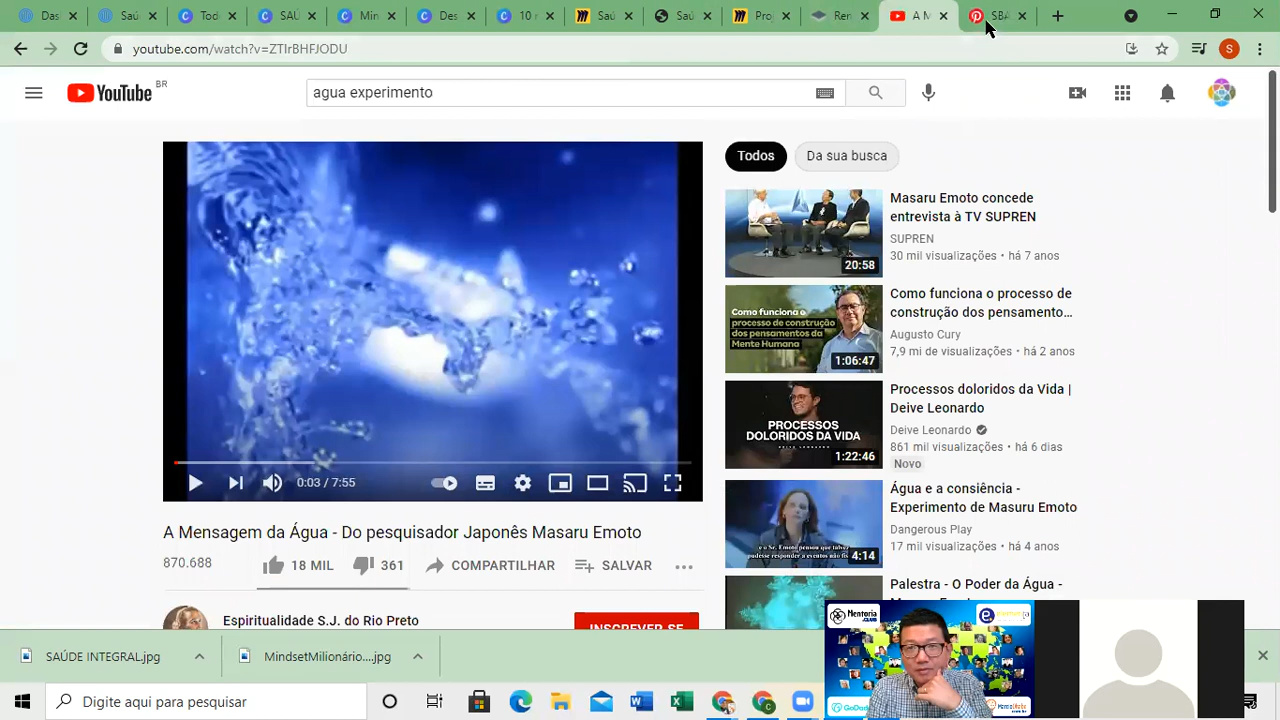 Saú
C
Tod
SAÚ
Min
Des
10 r
Saú
Saú
Proj
Ren
A M
SBA
youtube.com/watch?v=ZTIrBHFJODU
S
YouTube
BR
agua experimento
Todos
Da sua busca
Masaru Emoto concede
entrevista à TV SUPREN
SUPREN
30 mil visualizações • há 7 anos
20:58
Como funciona o
processo de construção
dos pensamentos da
Mente Humana
1:06:47
Como funciona o processo de
construção dos pensamento...
Augusto Cury
7,9 mi de visualizações • há 2 anos
PROCESSOS
DOLORIDOS DA VIDA
1:22:46
Processos doloridos da Vida |
Deive Leonardo
Deive Leonardo
861 mil visualizações • há 6 dias
Novo
4:14
Água e a consiência -
Experimento de Masuru Emoto
Dangerous Play
17 mil visualizações • há 4 anos
Palestra - O Poder da Água -
0:03 / 7:55
A Mensagem da Água - Do pesquisador Japonês Masaru Emoto
870.688
18 MIL
361
COMPARTILHAR
SALVAR
Espiritualidade S.J. do Rio Preto
INSCREVER-SE
Mentoria
CLUB
SAÚDE INTEGRAL.jpg
MindsetMilionário....jpg
Digite aqui para pesquisar